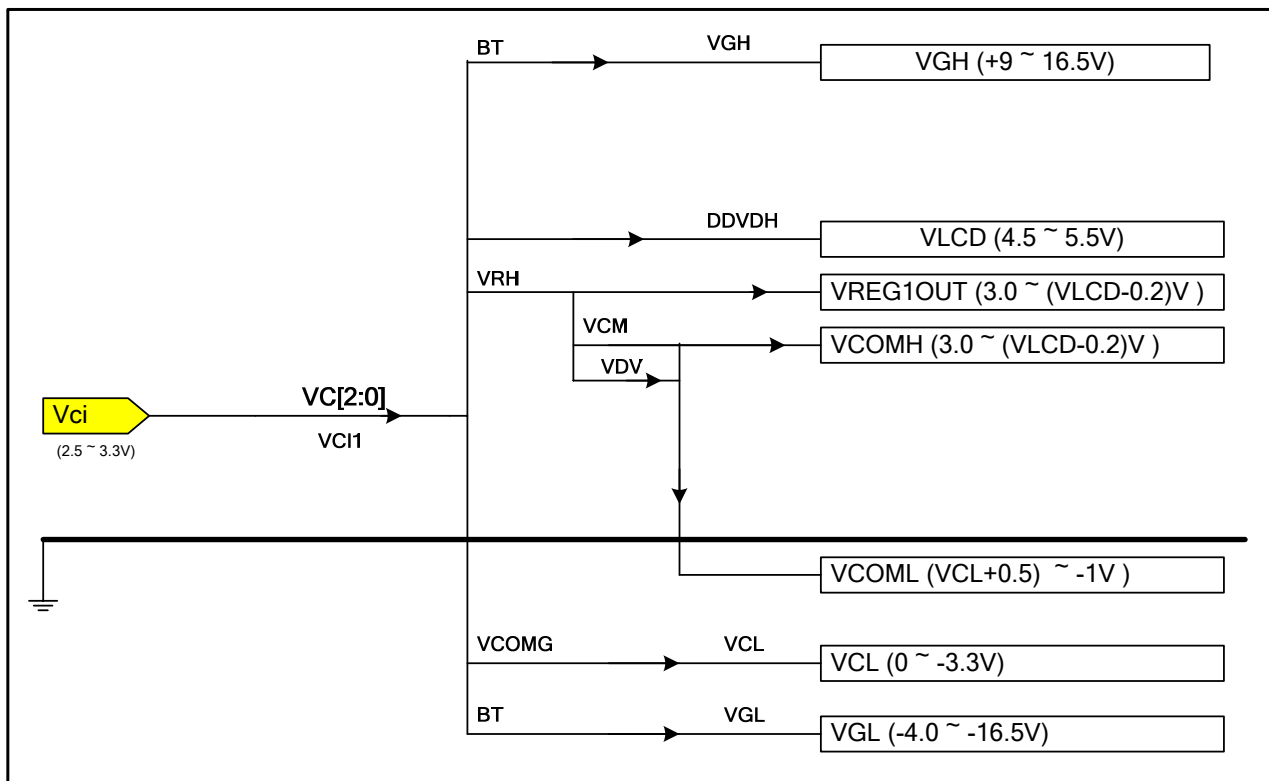 BT VGH VGH (+9 ~ 16.5V)
DDVDH VLCD (4.5 ~ 5.5V)
VRH VREG1OUT (3.0 ~ (VLCD-0.2)V )
VCM VCOMH (3.0 ~ (VLCD-0.2)V )
VDV
Vci VC[2:0]
(2.5 ~ 3.3V) VCI1
VCOML (VCL+0.5) ~ -1V )
VCOMG VCL VCL (0 ~ -3.3V)
BT VGL VGL (-4.0 ~ -16.5V)